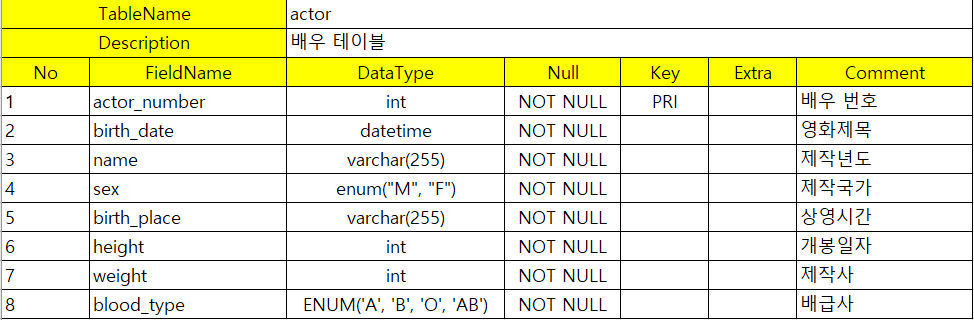 TableName actor
Description 배우 테이블
No FieldName DataType Null Key Extra Comment
1 actor_number int NOT NULL PRI 배우 번호
2 birth_date datetime NOT NULL 영화제목
3 name varchar(255) NOT NULL 제작년도
4 sex enum("M", "F") NOT NULL 제작국가
5 birth_place varchar(255) NOT NULL 상영시간
6 height int NOT NULL 개봉일자
7 weight int NOT NULL 제작사
8 blood_type ENUM('A', 'B', 'O', 'AB') NOT NULL 배급사